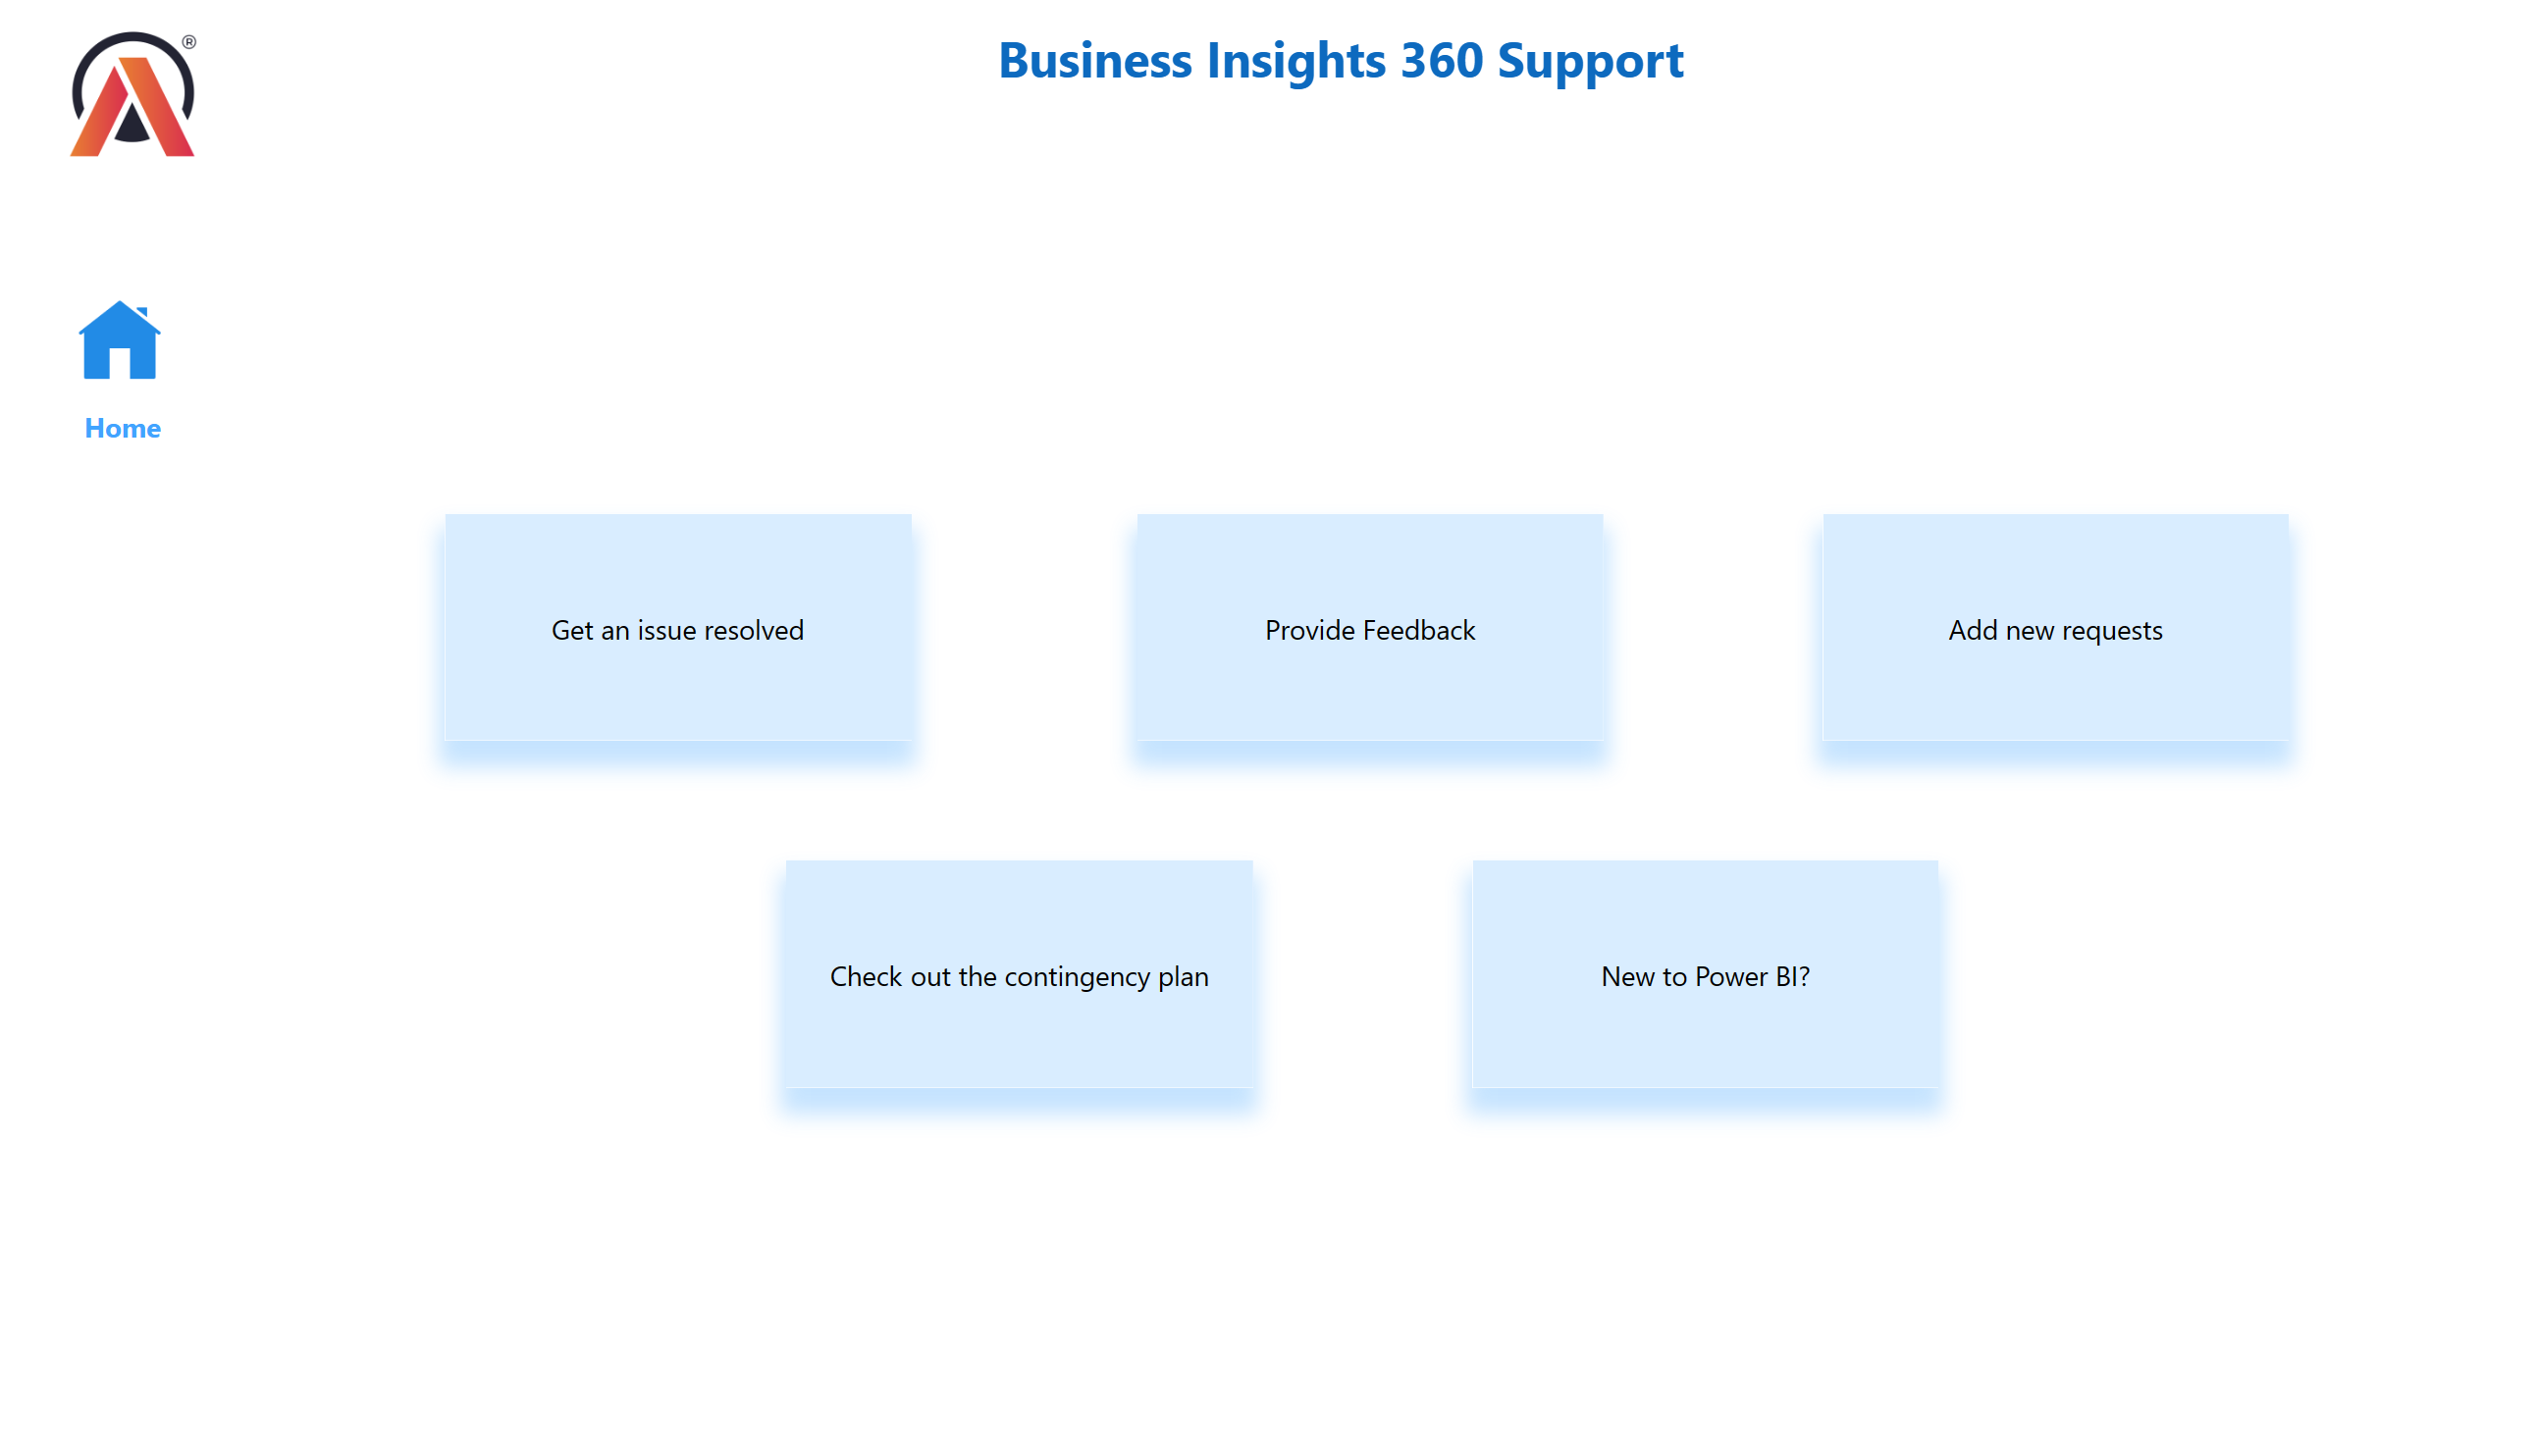 Business Insights 360 Support
®
Home
Get an issue resolved
Provide Feedback
Add new requests
Check out the contingency plan
New to Power BI?